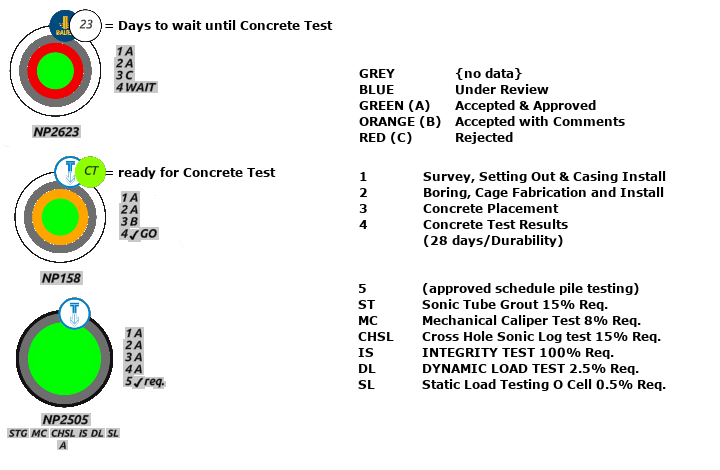 BAUER
23 = Days to wait until Concrete Test
1 A
2 A
3 C
4 WAIT
NP2623
CT = ready for Concrete Test
1 A
2 A
3 B
4 ✓GO
NP158
1 A
2 A
3 A
4 A
5 ✓req.
NP2505
STG MC CHSL IS DL SL
A
GREY {no data}
BLUE Under Review
GREEN (A) Accepted & Approved
ORANGE (B) Accepted with Comments
RED (C) Rejected
1 Survey, Setting Out & Casing Install
2 Boring, Cage Fabrication and Install
3 Concrete Placement
4 Concrete Test Results
(28 days/Durability)
5 (approved schedule pile testing)
ST Sonic Tube Grout 15% Req.
MC Mechanical Caliper Test 8% Req.
CHSL Cross Hole Sonic Log test 15% Req.
IS INTEGRITY TEST 100% Req.
DL DYNAMIC LOAD TEST 2.5% Req.
SL Static Load Testing O Cell 0.5% Req.